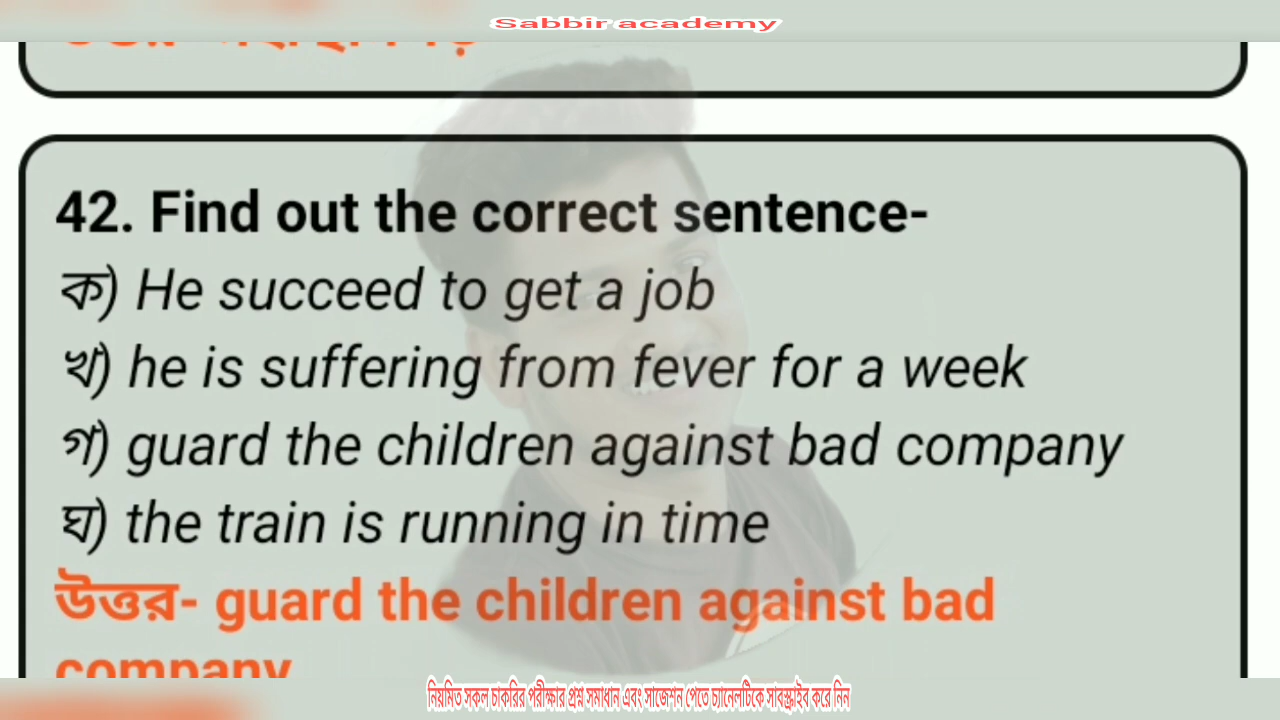 Sabbir academy
42. Find out the correct sentence-
ক) He succeed to get a job
খ) he is suffering from fever for a week
গ) guard the children against bad company
ঘ) the train is running in time
উত্তর- guard the children against bad
company
নিয়মিত সকল চাকরির পরীক্ষার প্রশ্ন সমাধান এবং সাজেশন পেতে চ্যানেলটিকে সাবস্ক্রাইব করে নিন